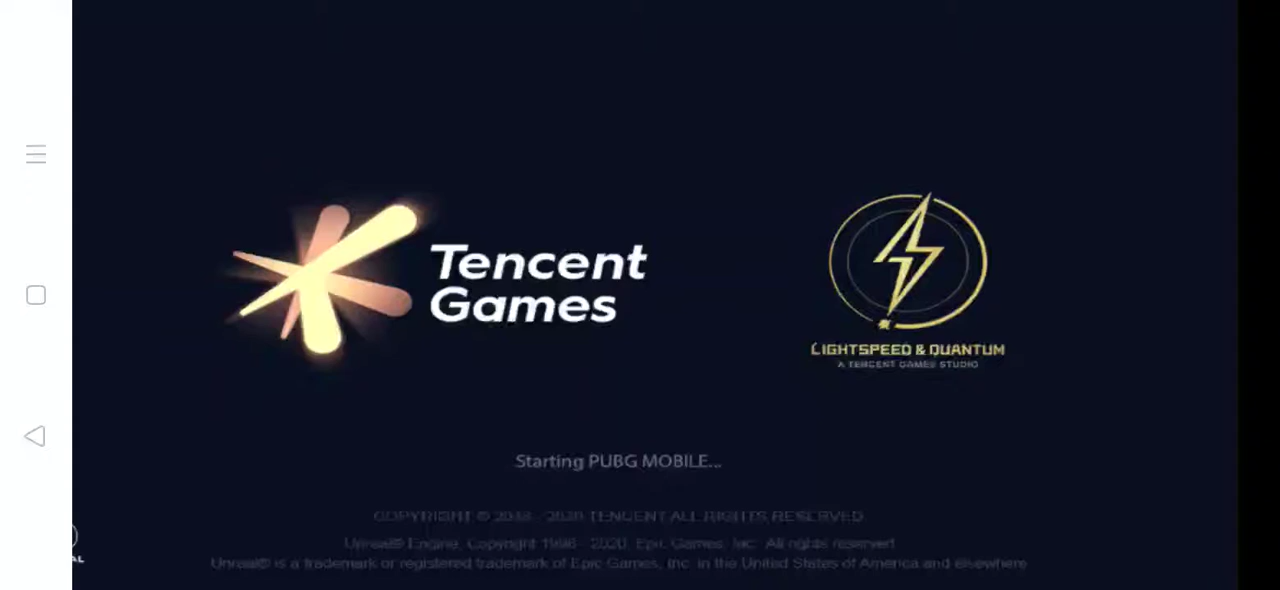 Tencent
Games
LIGHTSPEED & QUANTUM
A TENCENT GAMES STUDIO
Starting PUBG MOBILE...
COPYRIGHT © 2018 - 2020 TENCENT ALL RIGHTS RESERVED
Unreal® Engine, Copyright 1998 - 2020, Epic Games, Inc. All rights reserved
Unreal® is a trademark or registered trademark of Epic Games, Inc. in the United States of America and elsewhere
AL